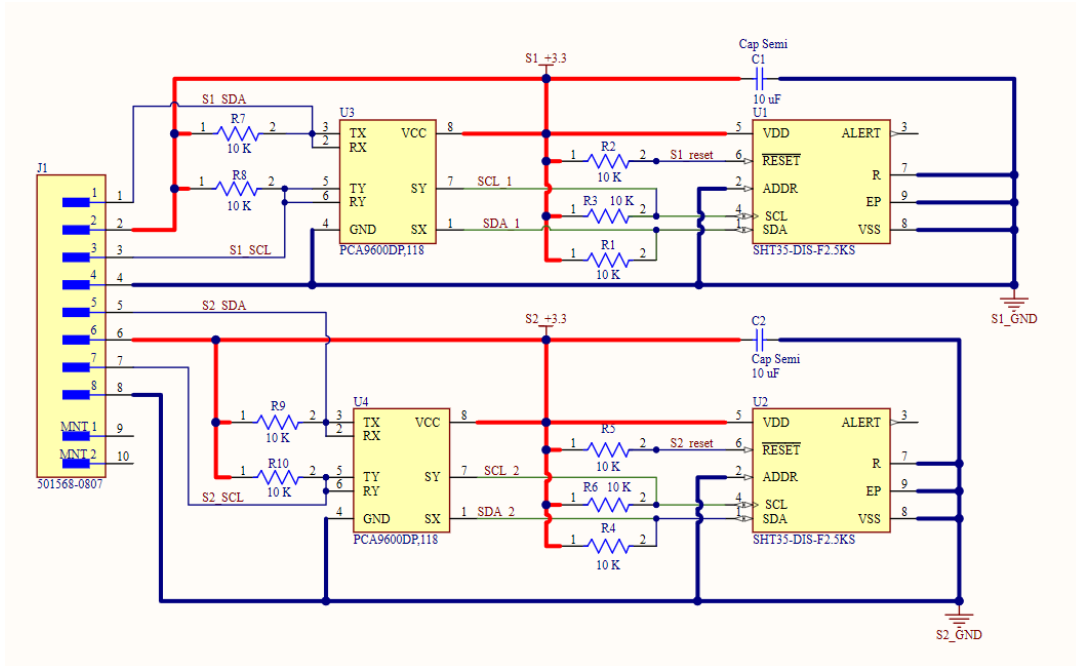 Cap Semi
S1_+3.3
C1
10 uF
S1_SDA
U3
U1
R7
1 2 3 TX VCC 8
5 VDD ALERT 3
10 K
2 RX
R2
1 2 S1_reset 6 RESET
10 K
J1
R8
1 2 5 TY SY 7 SCL_1
R 7
10 K
6 RY
2 ADDR
1 1
R3 10 K
1 2 4 SCL
EP 9
2 2
4 GND SX 1 SDA_1
1 SDA VSS 8
3 3 S1_SCL
PCA9600DP,118
R1
1 2
10 K
SHT35-DIS-F2.5KS
4 4
5 5 S2_SDA
S2_+3.3
C2
S1_GND
6 6
Cap Semi
10 uF
7 7
8 8
U4
U2
R9
1 2 3 TX VCC 8
5 VDD ALERT 3
10 K
2 RX
MNT 1 9
R5
1 2 S2_reset 6 RESET
10 K
MNT 2 10
R10
1 2 5 TY SY 7 SCL_2
R 7
10 K
6 RY
2 ADDR
501568-0807
S2_SCL
R6 10 K
1 2 4 SCL
EP 9
4 GND SX 1 SDA_2
1 SDA VSS 8
PCA9600DP,118
R4
1 2
10 K
SHT35-DIS-F2.5KS
S2_GND